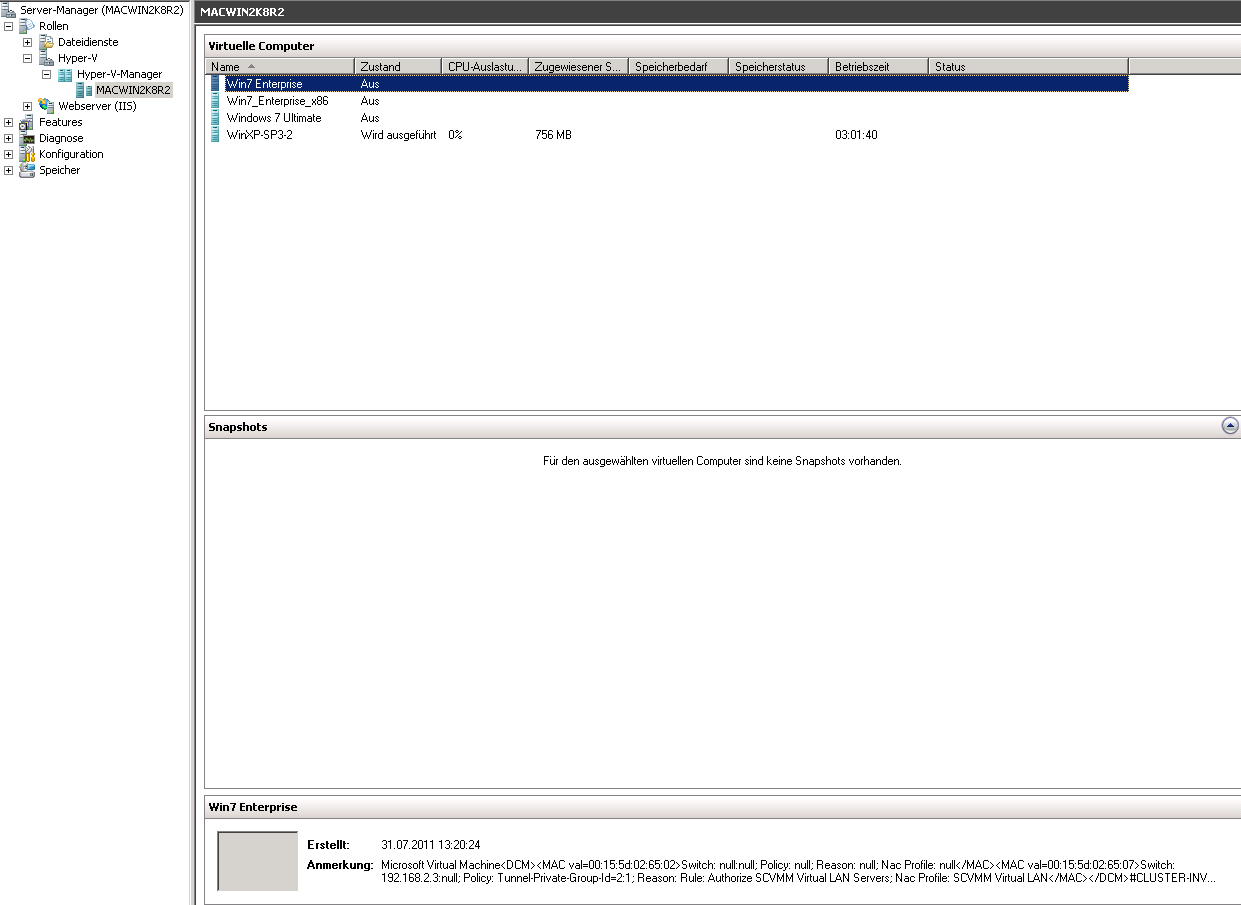 Server-Manager (MACWIN2K8R2)
Rollen
Dateidienste
Hyper-V
Hyper-V-Manager
MACWIN2K8R2
Webserver (IIS)
Features
Diagnose
Konfiguration
Speicher
MACWIN2K8R2
Virtuelle Computer
Name Zustand CPU-Auslastu... Zugewiesener S... Speicherbedarf Speicherstatus Betriebszeit Status
Win7 Enterprise Aus
Win7_Enterprise_x86 Aus
Windows 7 Ultimate Aus
WinXP-SP3-2 Wird ausgeführt 0% 756 MB 03:01:40
Snapshots
Für den ausgewählten virtuellen Computer sind keine Snapshots vorhanden.
Win7 Enterprise
Erstellt: 31.07.2011 13:20:24
Anmerkung: Microsoft Virtual Machine<DCM><MAC val=00:15:5d:02:65:02>Switch: null:null; Policy: null; Reason: null; Nac Profile: null</MAC><MAC val=00:15:5d:02:65:07>Switch:
192.168.2.3:null; Policy: Tunnel-Private-Group-Id=2:1; Reason: Rule: Authorize SCVMM Virtual LAN Servers; Nac Profile: SCVMM Virtual LAN</MAC></DCM>#CLUSTER-INV...